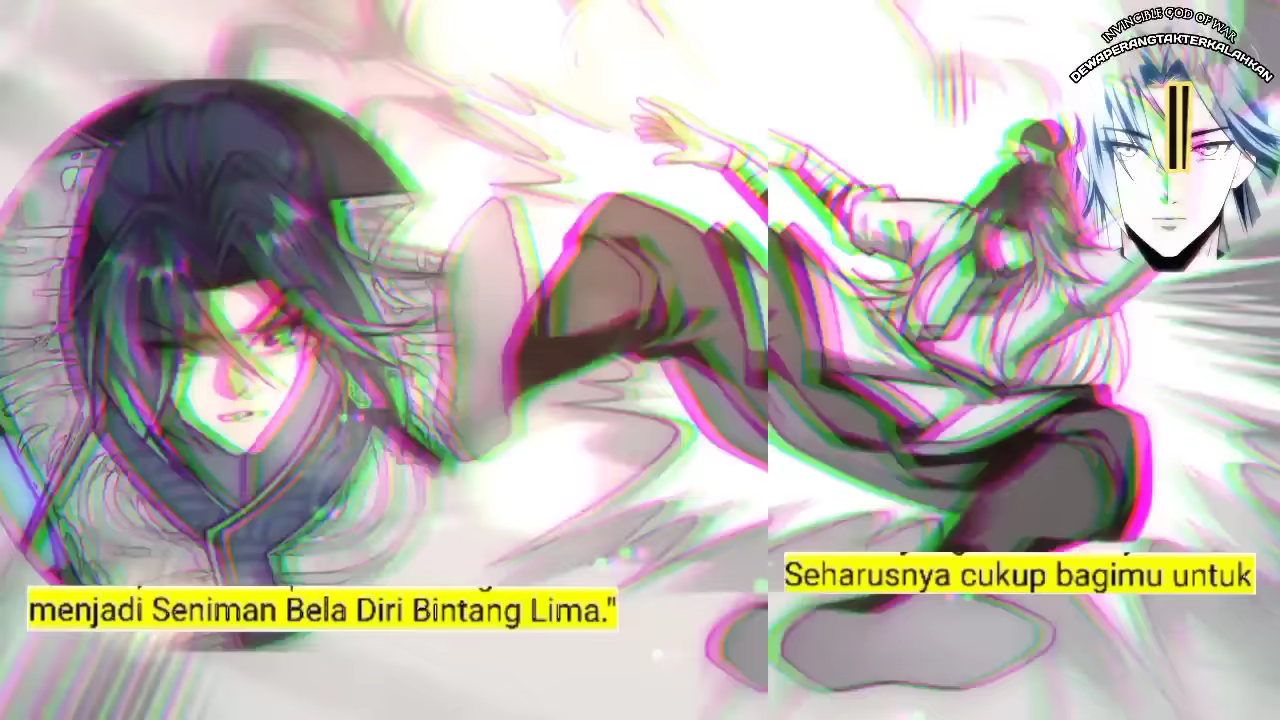 INVINCIBLE GOD OF WAR
DEWAPERANGTAKTERKALAHKAN
Seharusnya cukup bagimu untuk
menjadi Seniman Bela Diri Bintang Lima."